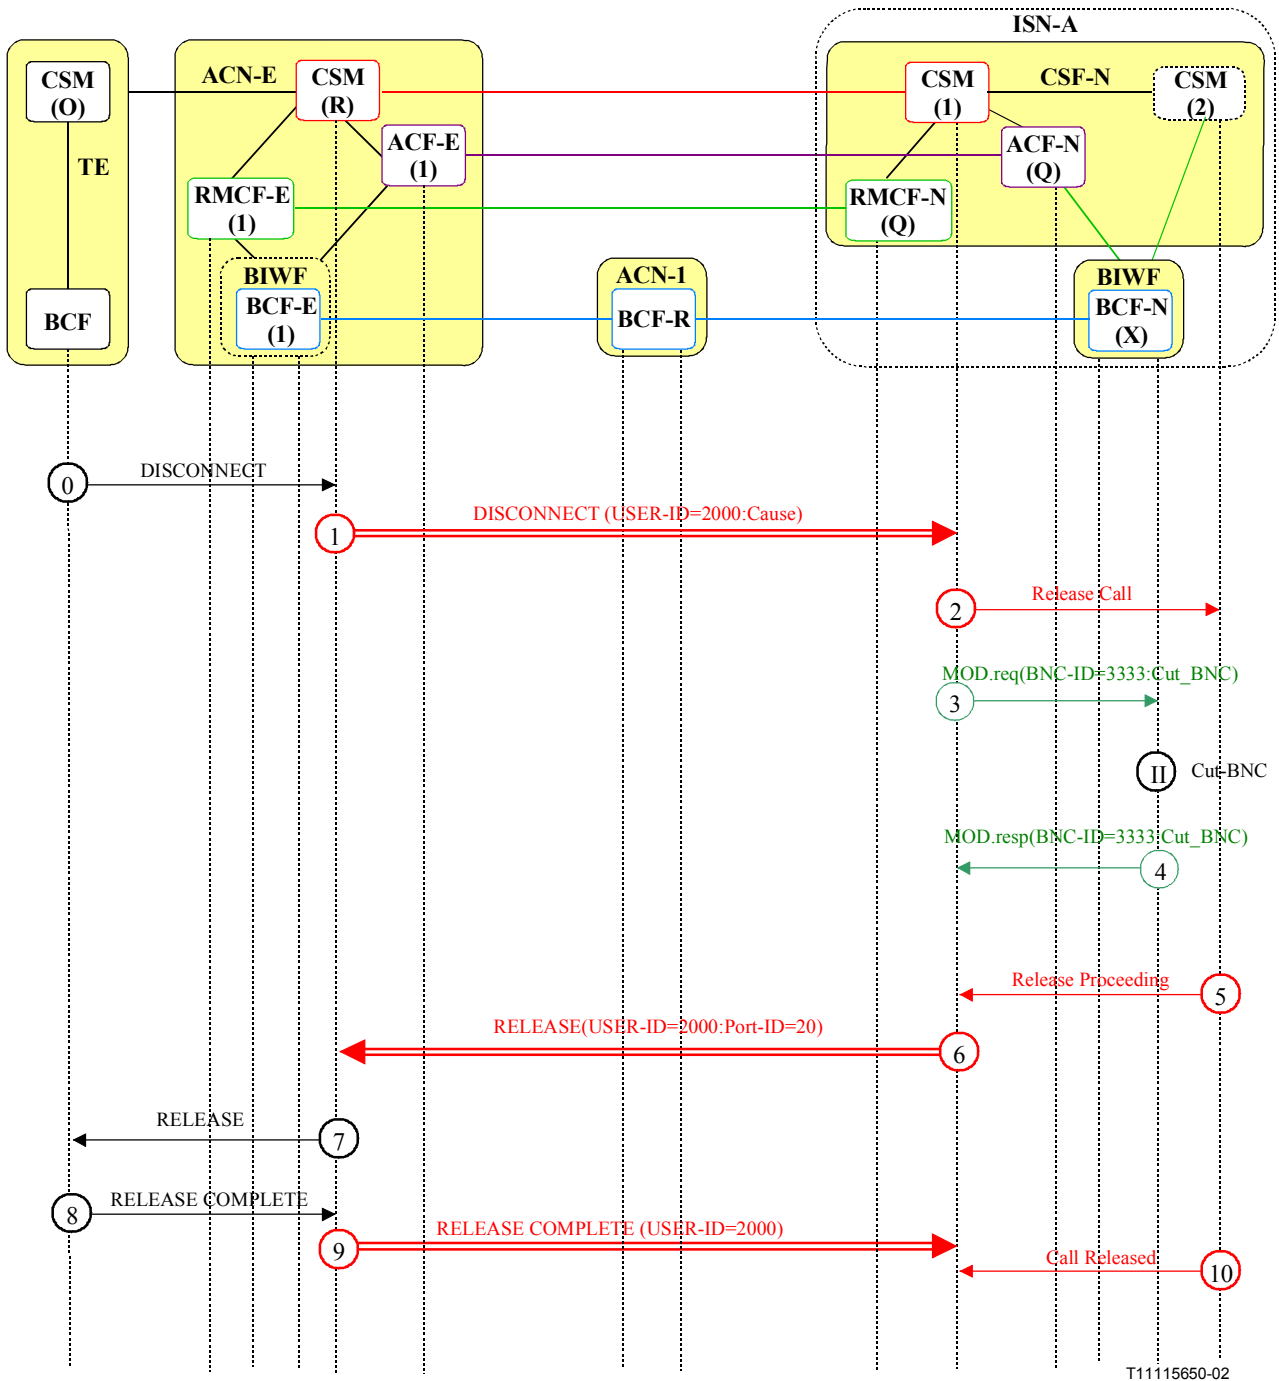 ISN-A
ACN-E
CSF-N
TE
CSM
(O)
CSM
(R)
CSM
(1)
CSM
(2)
ACF-E
(1)
ACF-N
(Q)
RMCF-E
(1)
RMCF-N
(Q)
BIWF
BCF-E
(1)
ACN-1
BCF-R
BIWF
BCF-N
(X)
BCF
0
DISCONNECT
1
DISCONNECT (USER-ID=2000:Cause)
2
Release Call
MOD.req(BNC-ID=3333:Cut_BNC)
3
II
Cut-BNC
MOD.resp(BNC-ID=3333:Cut_BNC)
4
Release Proceeding
5
RELEASE(USER-ID=2000:Port-ID=20)
6
RELEASE
7
8
RELEASE COMPLETE
9
RELEASE COMPLETE (USER-ID=2000)
Call Released
10
T11115650-02